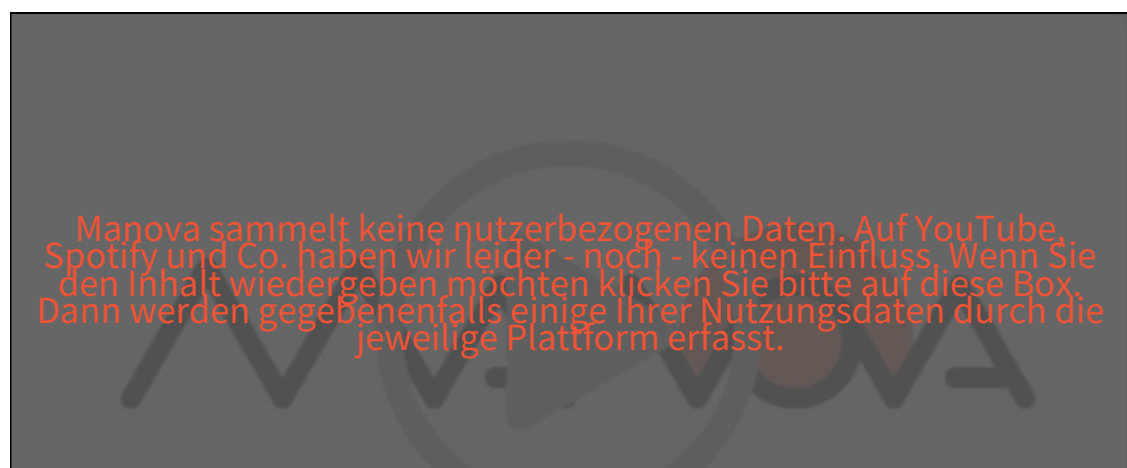 Manova sammelt keine nutzerbezogenen Daten. Auf YouTube,
Spotify und Co. haben wir leider - noch - keinen Einfluss. Wenn Sie
den Inhalt wiedergeben möchten klicken Sie bitte auf diese Box.
Dann werden gegebenenfalls einige Ihrer Nutzungsdaten durch die
jeweilige Plattform erfasst.
MANOVA